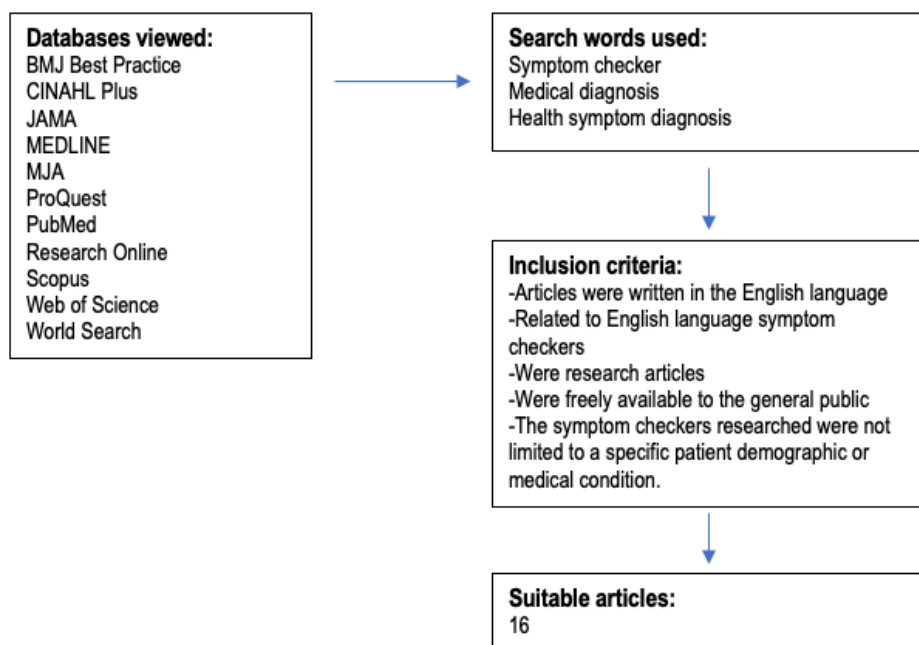 Databases viewed:
BMJ Best Practice
CINAHL Plus
JAMA
MEDLINE
MJA
ProQuest
PubMed
Research Online
Scopus
Web of Science
World Search
Search words used:
Symptom checker
Medical diagnosis
Health symptom diagnosis
Inclusion criteria:
-Articles were written in the English language
-Related to English language symptom
checkers
-Were research articles
-Were freely available to the general public
-The symptom checkers researched were not
limited to a specific patient demographic or
medical condition.
Suitable articles:
16